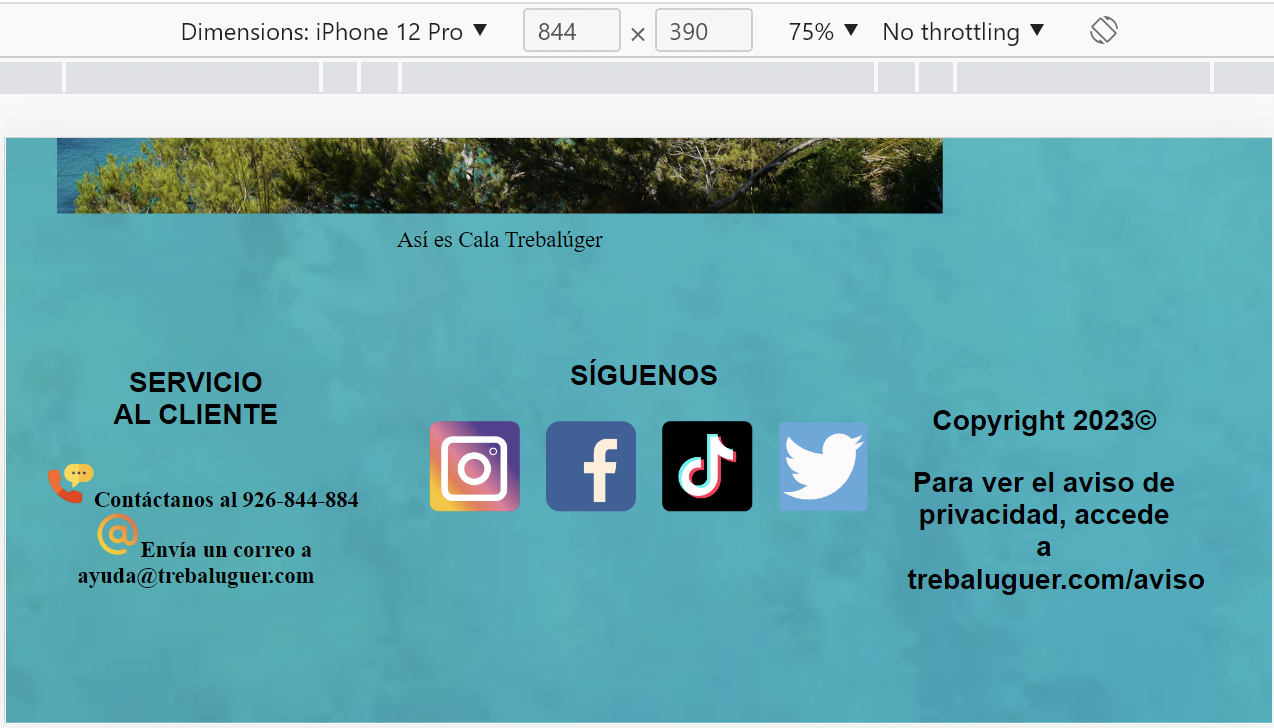 Dimensions: iPhone 12 Pro 844 × 390 75% No throttling
Así es Cala Trebalúger
SERVICIO
AL CLIENTE
Contáctanos al 926-844-884
@Envía un correo a
ayuda@trebaluguer.com
SÍGUENOS
Copyright 2023©
Para ver el aviso de
privacidad, accede
a
trebaluguer.com/aviso